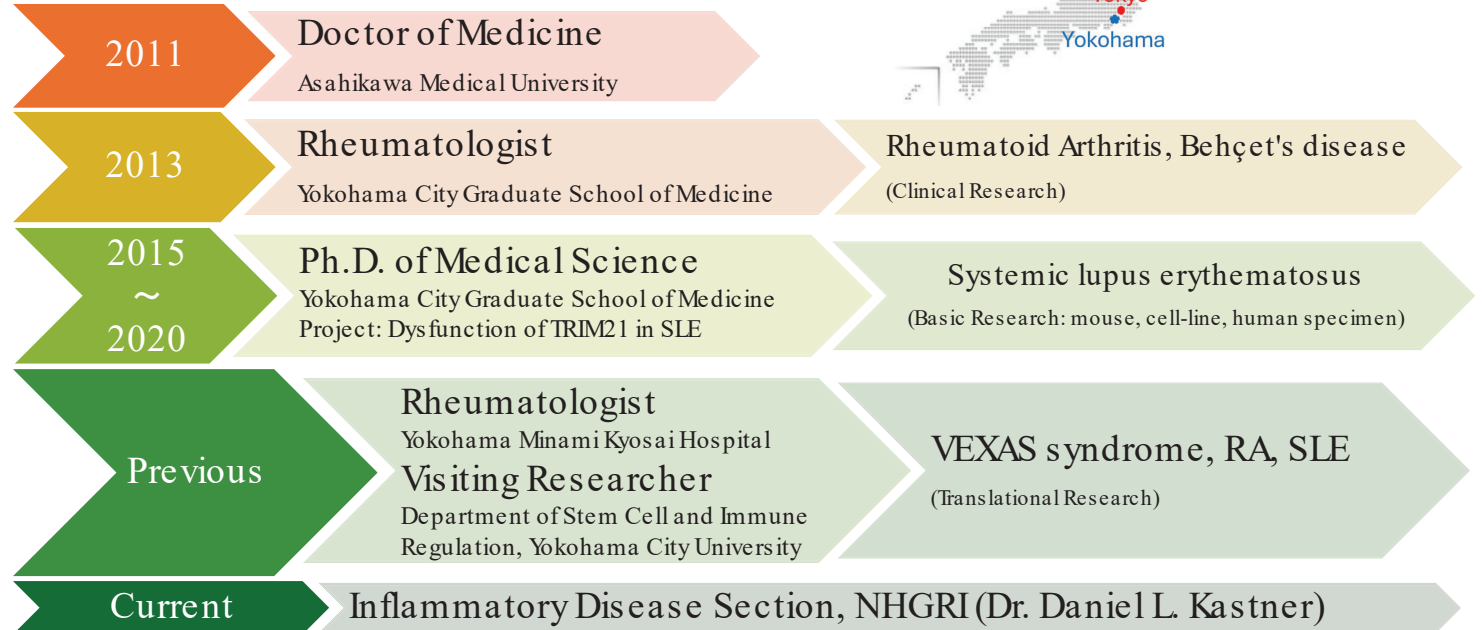 Tokyo
Yokohama
2011
Doctor of Medicine
Asahikawa Medical University
2013
Rheumatologist
Yokohama City Graduate School of Medicine
Rheumatoid Arthritis, Behçet's disease
(Clinical Research)
2015
~
2020
Ph.D. of Medical Science
Yokohama City Graduate School of Medicine
Project: Dysfunction of TRIM21 in SLE
Systemic lupus erythematosus
(Basic Research: mouse, cell-line, human specimen)
Previous
Rheumatologist
Yokohama Minami Kyosai Hospital
Visiting Researcher
Department of Stem Cell and Immune
Regulation, Yokohama City University
VEXAS syndrome, RA, SLE
(Translational Research)
Current
Inflammatory Disease Section, NHGRI (Dr. Daniel L. Kastner)